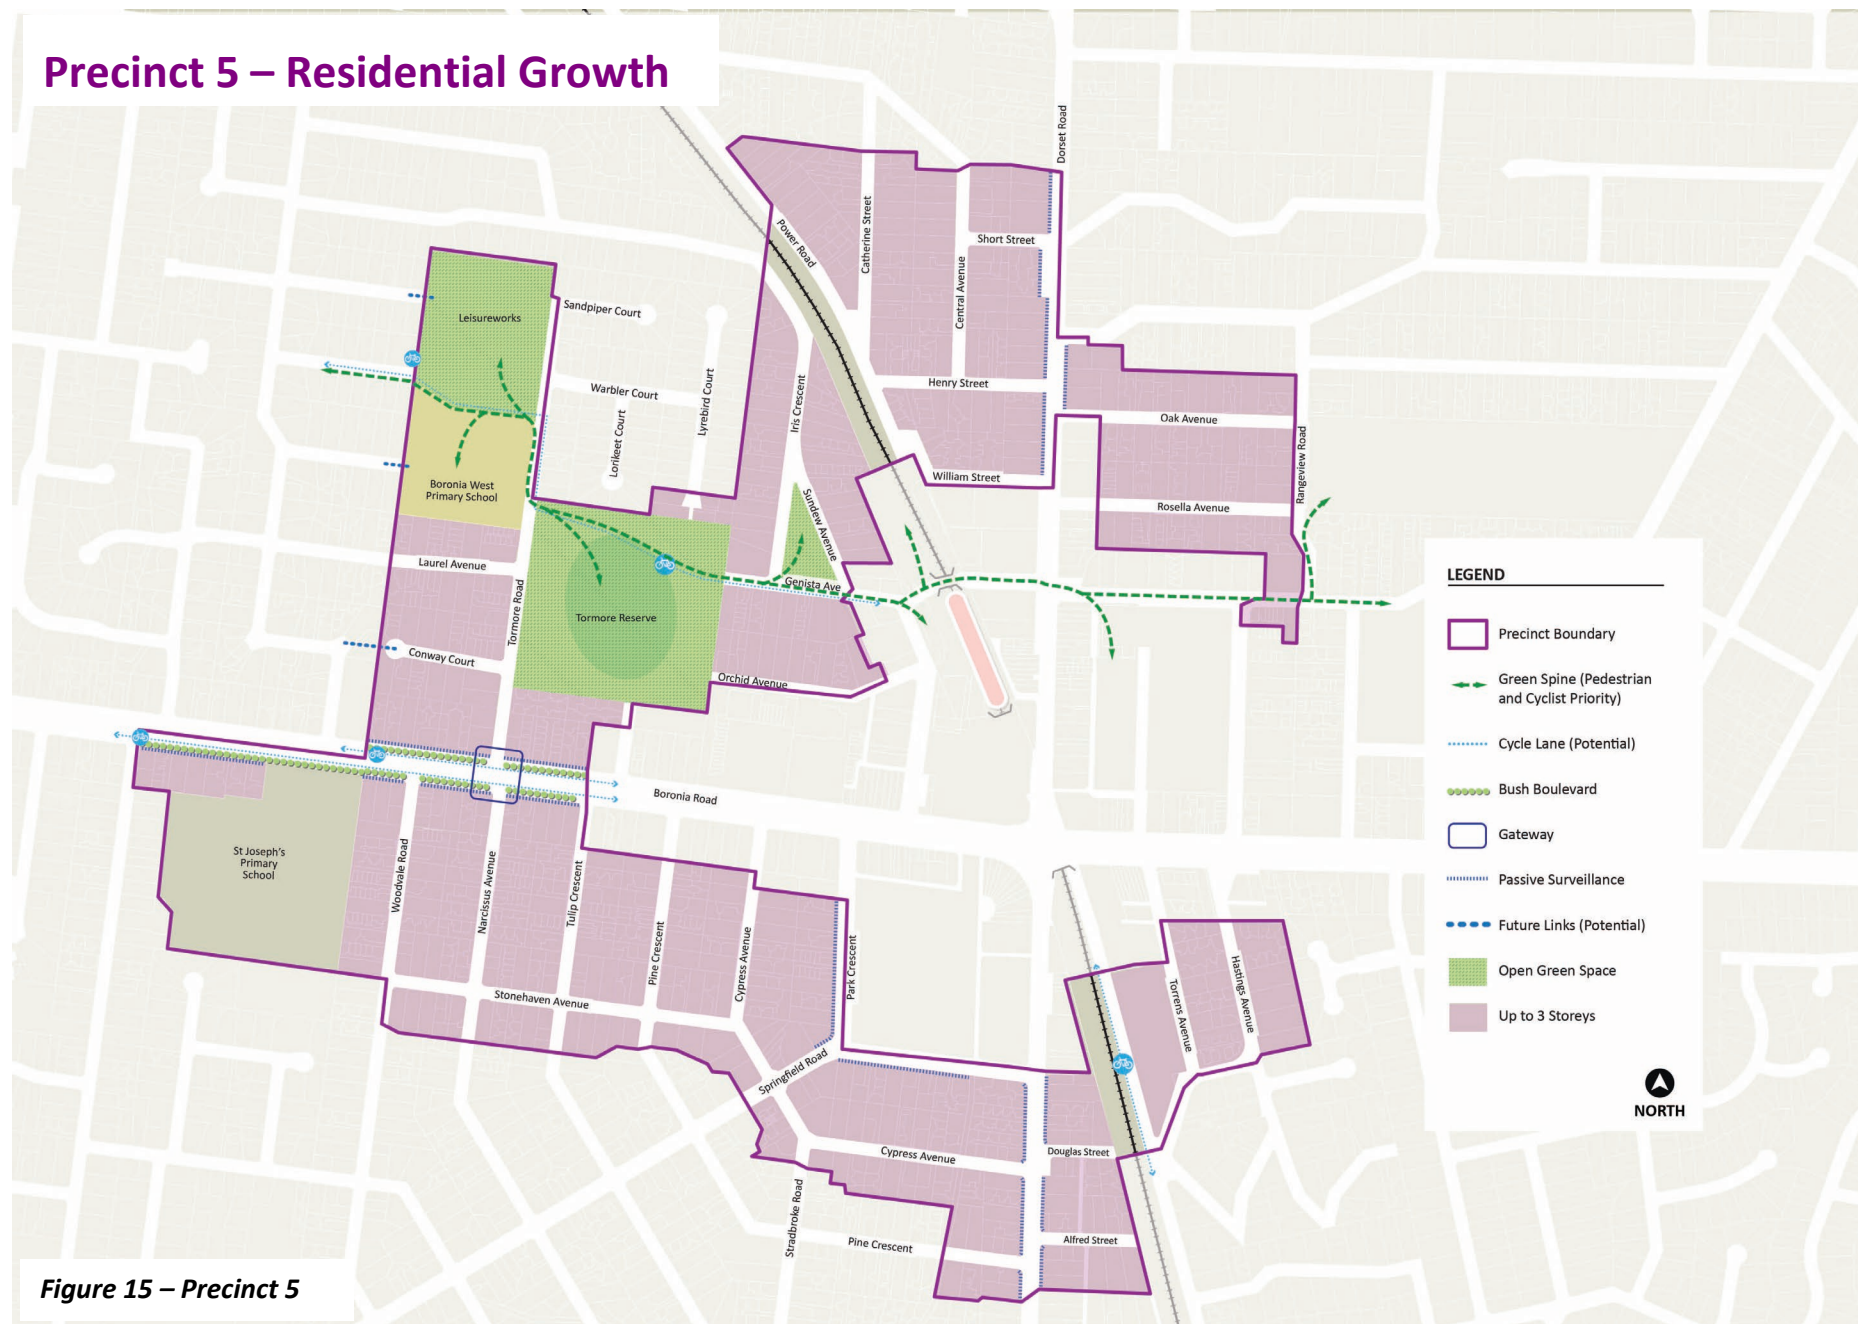 Precinct 5 – Residential Growth
Dorset Road
Power Road
Catherine Street
Short Street
Central Avenue
Leisureworks
Sandpiper Court
Warbler Court
Lorikeet Court
Lyrebird Court
Iris Crescent
Henry Street
Oak Avenue
Rangeview Road
William Street
Rosella Avenue
Boronia West
Primary School
Sundew Avenue
Laurel Avenue
Genista Ave
Tormore Road
Tormore Reserve
Conway Court
Orchid Avenue
Boronia Road
St Joseph's
Primary
School
Woodvale Road
Narcissus Avenue
Tulip Crescent
Pine Crescent
Cypress Avenue
Park Crescent
Stonehaven Avenue
Springfield Road
Torrens Avenue
Hastings Avenue
Cypress Avenue
Douglas Street
Stradbroke Road
Pine Crescent
Alfred Street
LEGEND
Precinct Boundary
Green Spine (Pedestrian
and Cyclist Priority)
Cycle Lane (Potential)
Bush Boulevard
Gateway
Passive Surveillance
Future Links (Potential)
Open Green Space
Up to 3 Storeys
NORTH
Figure 15 – Precinct 5